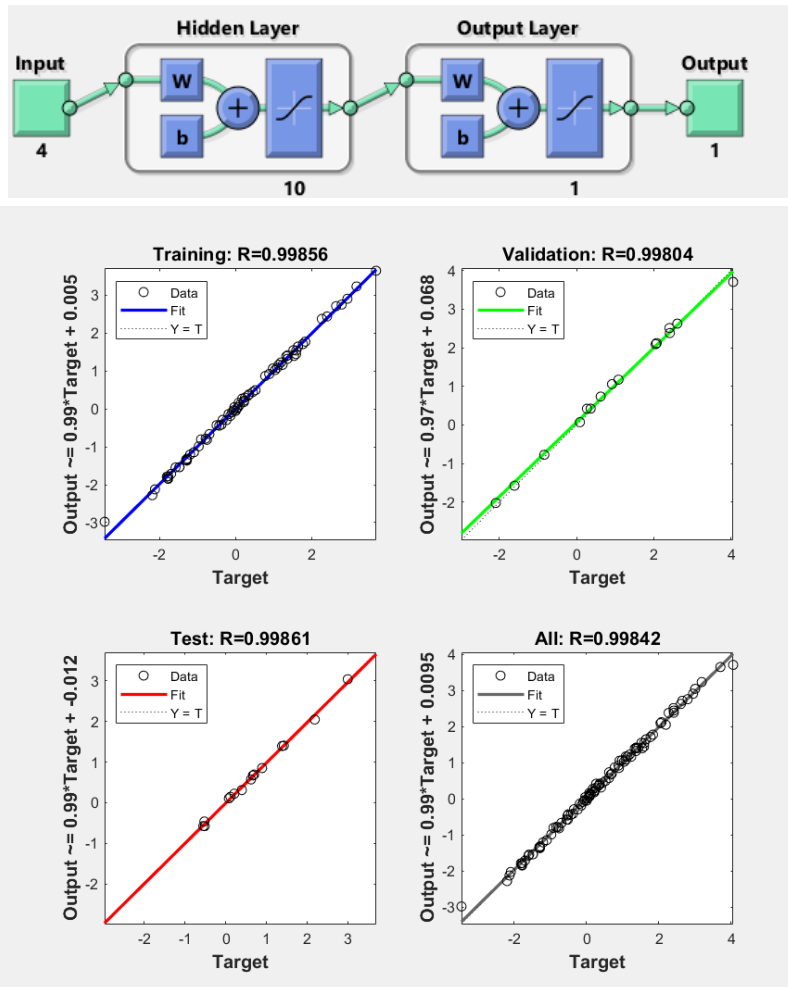 Hidden Layer
Output Layer
Input
Output
W
W
b
b
+
+
4
10
1
1
Training: R=0.99856
Output ~= 0.99*Target + 0.005
Data
Fit
Y = T
3
2
1
0
-1
-2
-3
-2
0
2
Target
Validation: R=0.99804
Output ~= 0.97*Target + 0.068
Data
Fit
Y = T
4
3
2
1
0
-1
-2
-2
0
2
4
Target
Test: R=0.99861
Output ~= 0.99*Target + -0.012
Data
Fit
Y = T
3
2
1
0
-1
-2
-2
-1
0
1
2
3
Target
All: R=0.99842
Output ~= 0.99*Target + 0.0095
Data
Fit
Y = T
4
3
2
1
0
-1
-2
-3
-2
0
2
4
Target